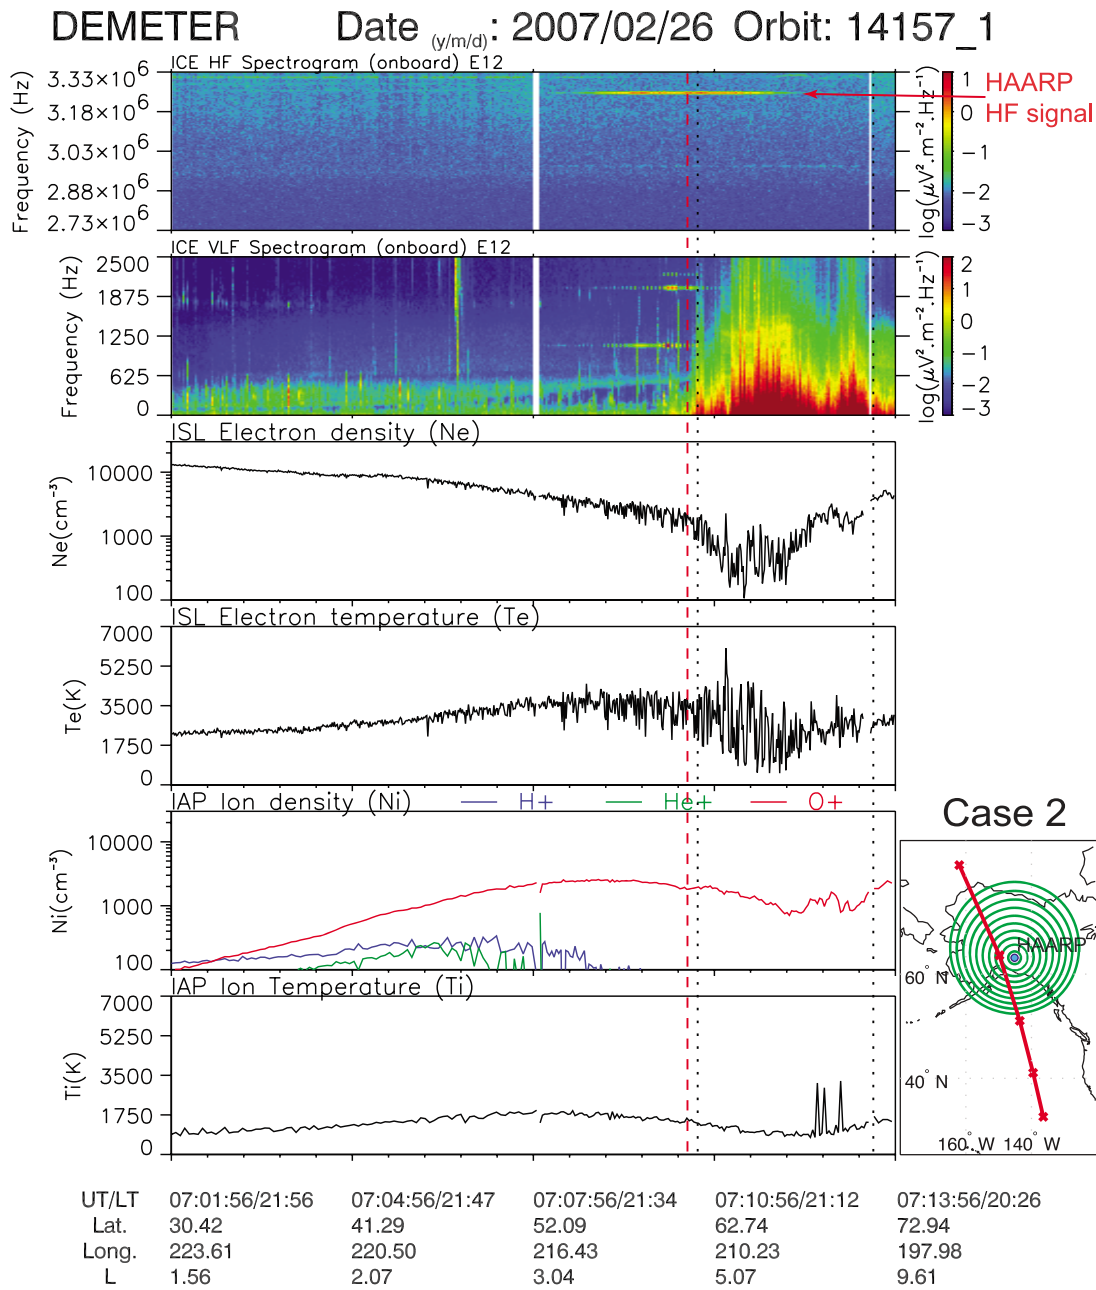 DEMETER Date (y/m/d): 2007/02/26 Orbit: 14157_1
ICE HF Spectrogram (onboard) E12
Frequency (Hz)
3.33×10⁶
3.18×10⁶
3.03×10⁶
2.88×10⁶
2.73×10⁶
1
0
−1
−2
−3
log(μV².m⁻².Hz⁻¹)
HAARP
HF signal
ICE VLF Spectrogram (onboard) E12
Frequency (Hz)
2500
1875
1250
625
0
2
1
0
−1
−2
−3
log(μV².m⁻².Hz⁻¹)
ISL Electron density (Ne)
Ne(cm⁻³)
10000
1000
100
ISL Electron temperature (Te)
Te(K)
7000
5250
3500
1750
0
IAP Ion density (Ni) H+ He+ O+
Ni(cm⁻³)
10000
1000
100
Case 2
HAARP
60° N
40° N
160° W 140° W
IAP Ion Temperature (Ti)
Ti(K)
7000
5250
3500
1750
0
UT/LT 07:01:56/21:56 07:04:56/21:47 07:07:56/21:34 07:10:56/21:12 07:13:56/20:26
Lat. 30.42 41.29 52.09 62.74 72.94
Long. 223.61 220.50 216.43 210.23 197.98
L 1.56 2.07 3.04 5.07 9.61